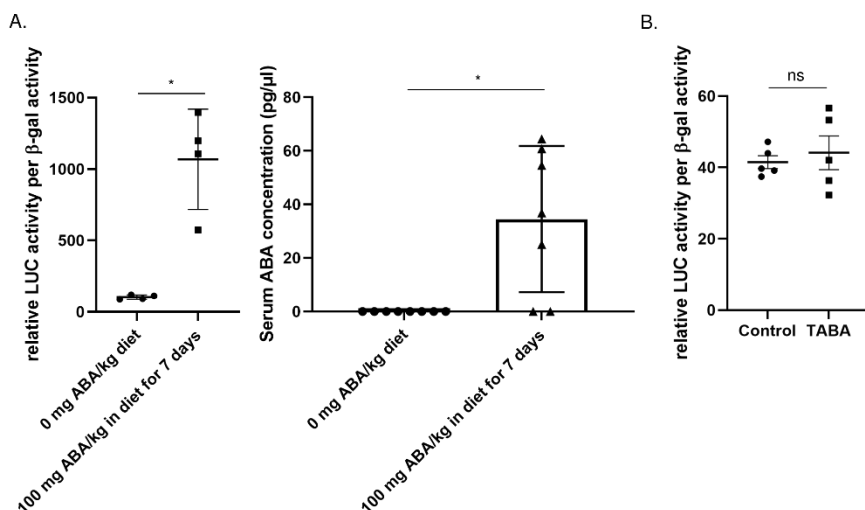 A.
relative LUC activity per β-gal activity
*
1500
1000
500
0
0 mg ABA/kg diet
100 mg ABA/kg in diet for 7 days
Serum ABA concentration (pg/µl)
*
80
60
40
20
0
0 mg ABA/kg diet
100 mg ABA/kg in diet for 7 days
B.
relative LUC activity per β-gal activity
ns
60
40
20
0
Control TABA